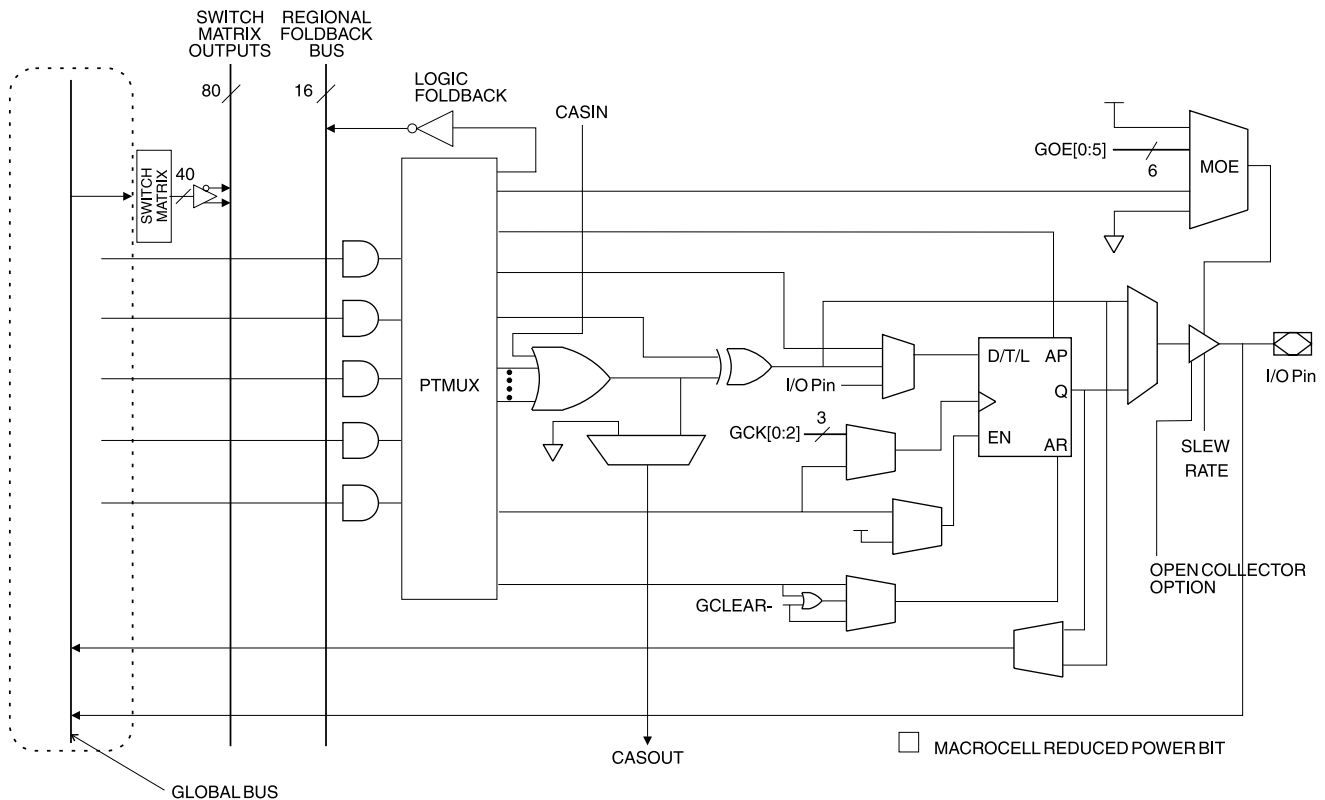 SWITCH
MATRIX
OUTPUTS
REGIONAL
FOLDBACK
BUS
80
16
LOGIC
FOLDBACK
CASIN
GOE[0:5]
6
MOE
SWITCH
MATRIX
40
PTMUX
I/O Pin
D/T/L
AP
Q
EN
AR
GCK[0:2]
3
I/O Pin
SLEW
RATE
OPEN COLLECTOR
OPTION
GCLEAR-
CASOUT
MACROCELL REDUCED POWER BIT
GLOBAL BUS